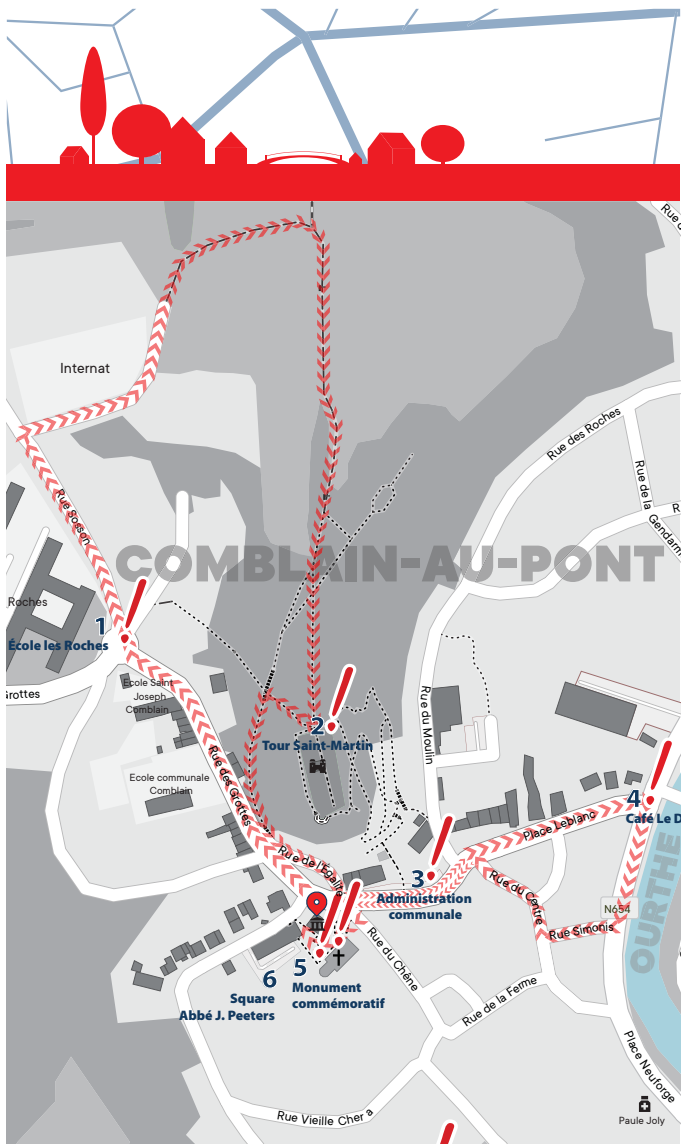 Rue d
Internat
Rue des Roches
Rue de la
Gendarm
R
Rue Sosson
COMBLAIN-AU-PONT
Roches
1
École les Roches
Grottes
Ecole Saint
Joseph
Comblain
Rue du Moulin
2
Tour Saint-Martin
Ecole communale
Comblain
Rue des Grottes
4
Café Le D
Place Leblanc
OURTHE
Rue de l'Égalité
3
Administration
communale
Rue du Centre
N654
Rue Simonis
Rue du Chêne
5
Monument
commémoratif
6
Square
Abbé J. Peeters
Rue de la Ferme
Place Neuforge
Rue Vieille Cher a
Paule Joly